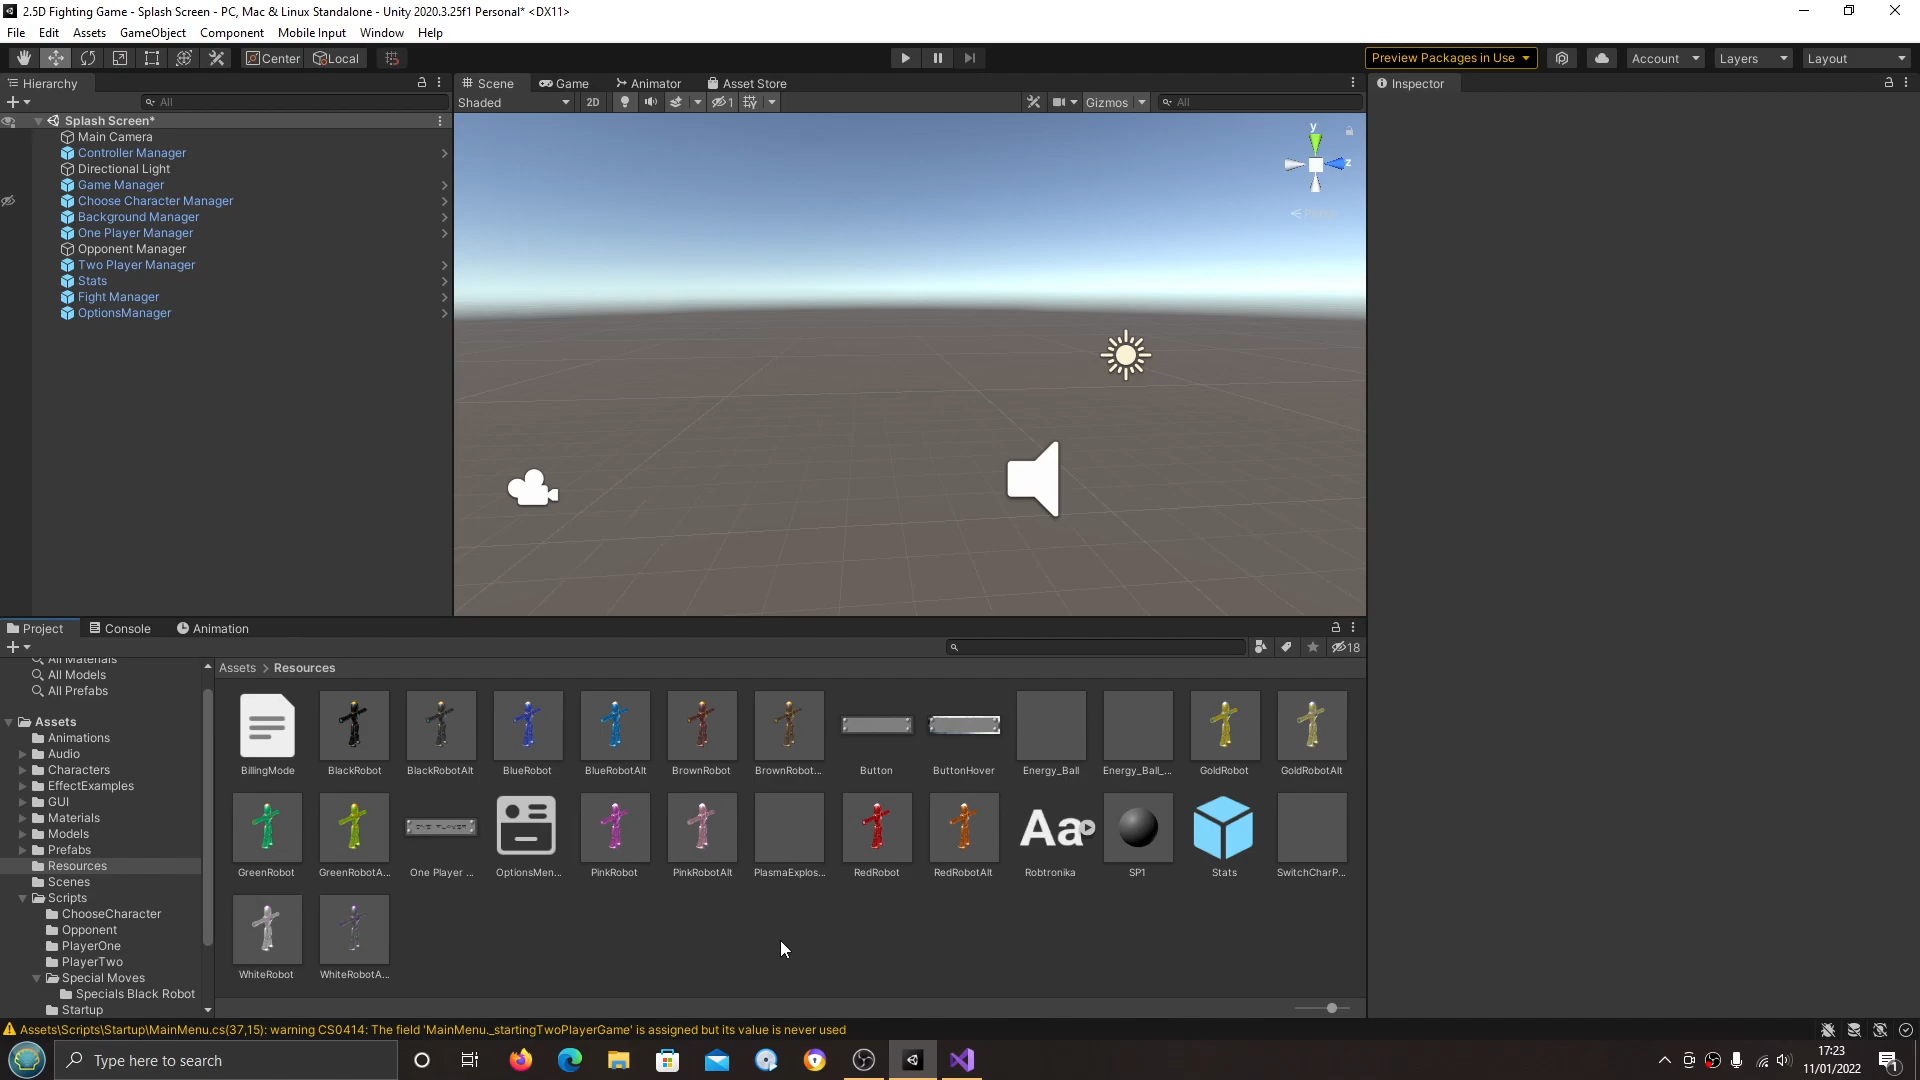 2.5D Fighting Game - Splash Screen - PC, Mac & Linux Standalone - Unity 2020.3.25f1 Personal* <DX11>
File Edit Assets GameObject Component Mobile Input Window Help
Center Local Preview Packages in Use Account Layers Layout
Hierarchy
All
Splash Screen*
Main Camera
Controller Manager
Directional Light
Game Manager
Choose Character Manager
Background Manager
One Player Manager
Opponent Manager
Two Player Manager
Stats
Fight Manager
OptionsManager
Scene Game Animator Asset Store
Shaded 2D 1 Gizmos All
y
z
Inspector
Project Console Animation
18
All Materials
All Models
All Prefabs
Assets
Animations
Audio
Characters
EffectExamples
GUI
Materials
Models
Prefabs
Resources
Scenes
Scripts
ChooseCharacter
Opponent
PlayerOne
PlayerTwo
Special Moves
Specials Black Robot
Startup
Assets > Resources
BillingMode BlackRobot BlackRobotAlt BlueRobot BlueRobotAlt BrownRobot BrownRobot... Button ButtonHover Energy_Ball Energy_Ball_... GoldRobot GoldRobotAlt
ONE PLAYER
Aa
GreenRobot GreenRobotA... One Player ... OptionsMen... PinkRobot PinkRobotAlt PlasmaExplos... RedRobot RedRobotAlt Robtronika SP1 Stats SwitchCharP...
WhiteRobot WhiteRobotA...
Assets\Scripts\Startup\MainMenu.cs(37,15): warning CS0414: The field 'MainMenu._startingTwoPlayerGame' is assigned but its value is never used
Type here to search
17:23
11/01/2022
1